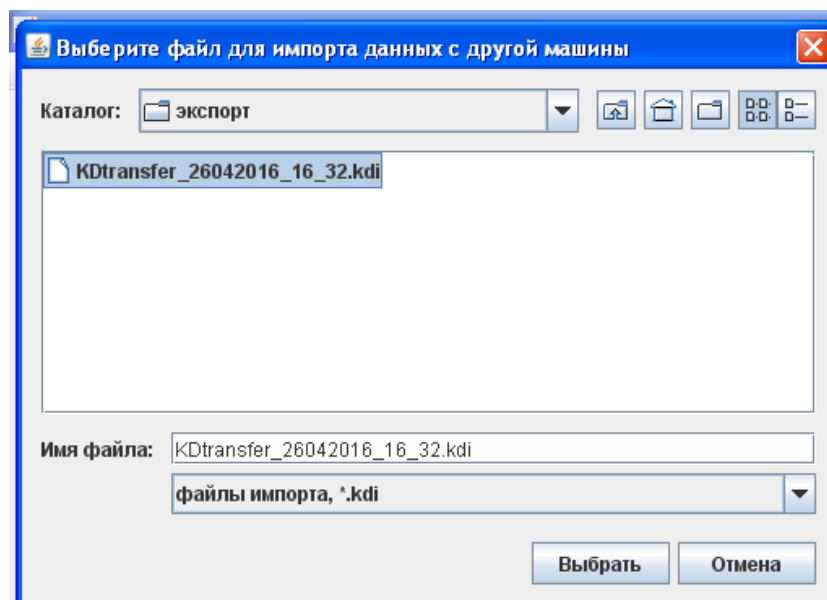 Выберите файл для импорта данных с другой машины
Каталог: экспорт
KDtransfer_26042016_16_32.kdi
Имя файла: KDtransfer_26042016_16_32.kdi
файлы импорта, *.kdi
Выбрать Отмена